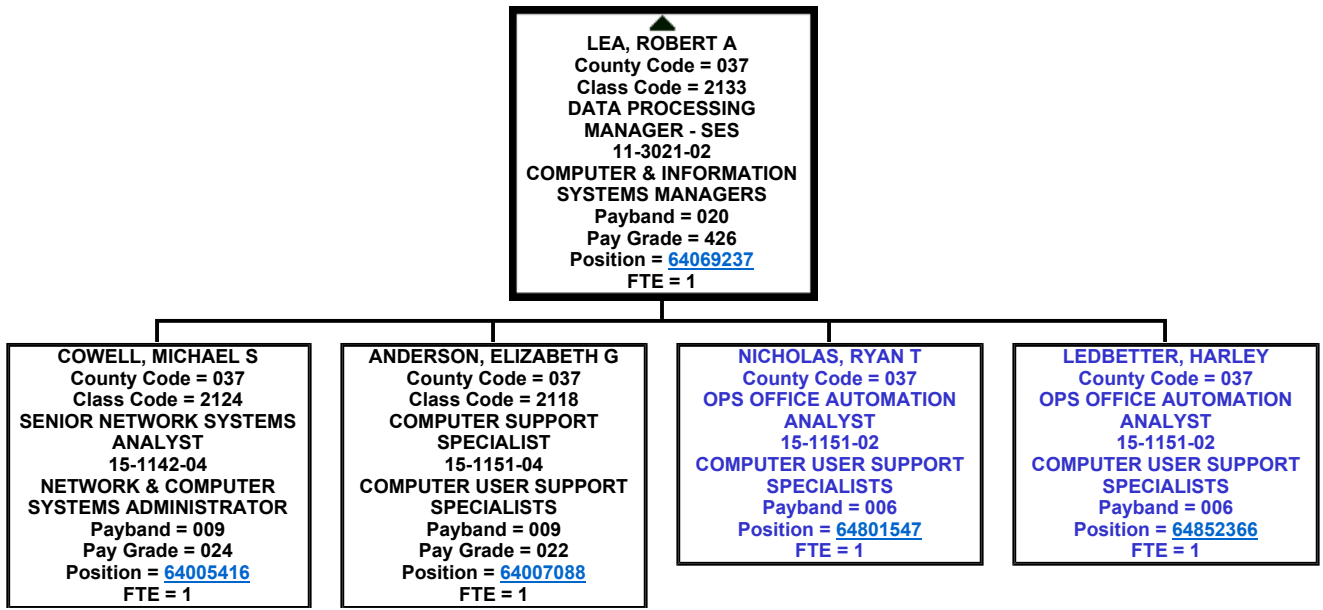 LEA, ROBERT A
County Code = 037
Class Code = 2133
DATA PROCESSING
MANAGER - SES
11-3021-02
COMPUTER & INFORMATION
SYSTEMS MANAGERS
Payband = 020
Pay Grade = 426
Position = 64069237
FTE = 1
COWELL, MICHAEL S
County Code = 037
Class Code = 2124
SENIOR NETWORK SYSTEMS
ANALYST
15-1142-04
NETWORK & COMPUTER
SYSTEMS ADMINISTRATOR
Payband = 009
Pay Grade = 024
Position = 64005416
FTE = 1
ANDERSON, ELIZABETH G
County Code = 037
Class Code = 2118
COMPUTER SUPPORT
SPECIALIST
15-1151-04
COMPUTER USER SUPPORT
SPECIALISTS
Payband = 009
Pay Grade = 022
Position = 64007088
FTE = 1
NICHOLAS, RYAN T
County Code = 037
OPS OFFICE AUTOMATION
ANALYST
15-1151-02
COMPUTER USER SUPPORT
SPECIALISTS
Payband = 006
Position = 64801547
FTE = 1
LEDBETTER, HARLEY
County Code = 037
OPS OFFICE AUTOMATION
ANALYST
15-1151-02
COMPUTER USER SUPPORT
SPECIALISTS
Payband = 006
Position = 64852366
FTE = 1